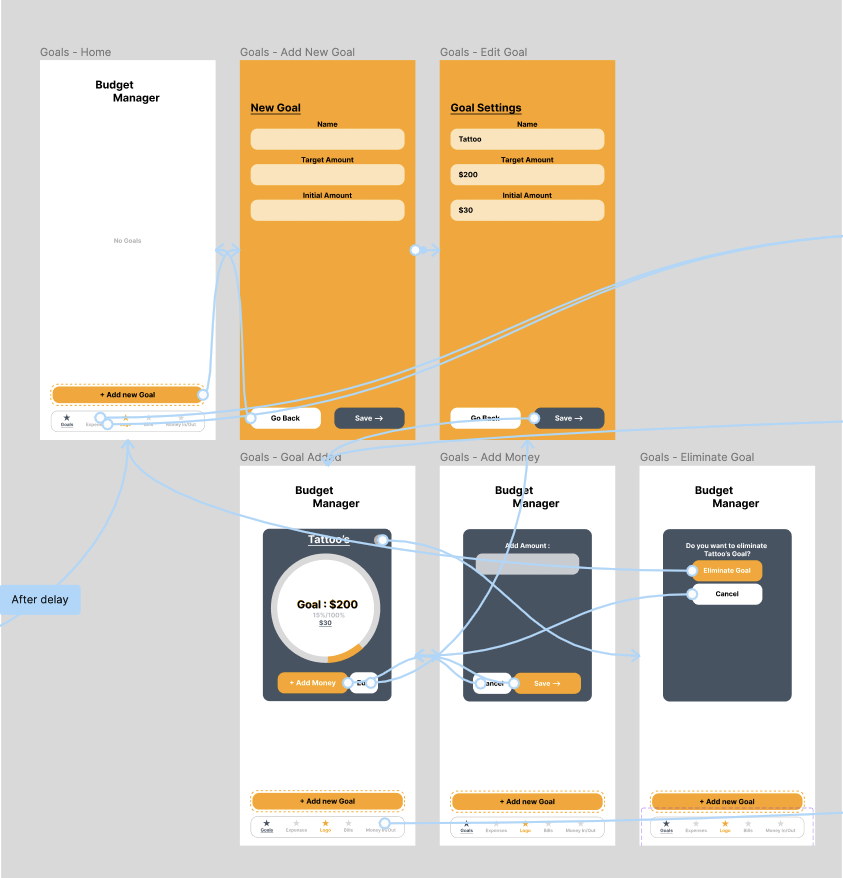 Goals - Home
Budget
Manager
No Goals
+ Add new Goal
Goals
Logo
Money In/Out
Goals - Add New Goal
New Goal
Name
Target Amount
Initial Amount
Go Back
Save →
Goals - Edit Goal
Goal Settings
Name
Tattoo
Target Amount
$200
Initial Amount
$30
Go Back
Save →
After delay
Goals - Goal Added
Budget
Manager
Tattoo's
Goal : $200
15%/100%
$30
+ Add Money
+ Add new Goal
Goals
Expenses
Logo
Bills
Money In/Out
Goals - Add Money
Budget
Manager
Add Amount :
Cancel
Save →
+ Add new Goal
Goals
Expenses
Logo
Bills
Money In/Out
Goals - Eliminate Goal
Budget
Manager
Do you want to eliminate
Tattoo's Goal?
Eliminate Goal
Cancel
+ Add new Goal
Goals
Expenses
Logo
Bills
Money In/Out